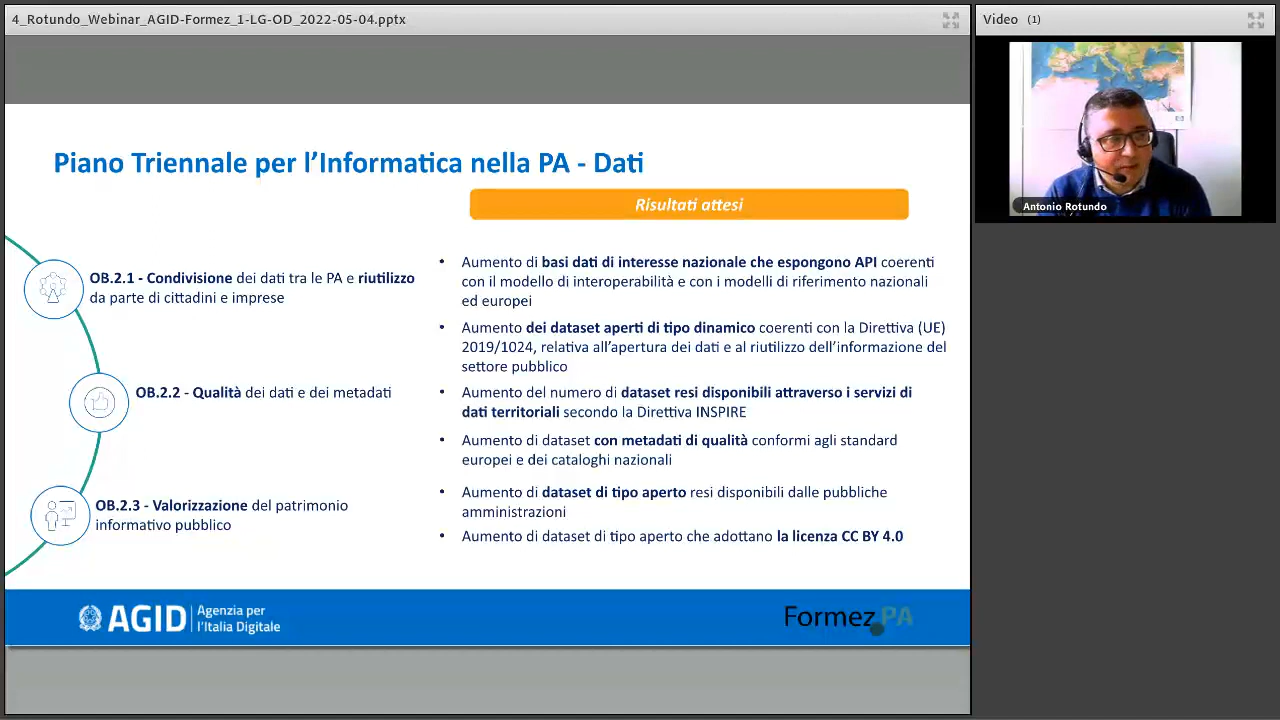 4_Rotundo_Webinar_AGID-Formez_1-LG-OD_2022-05-04.pptx
Video (1)
Antonio Rotundo
Piano Triennale per l'Informatica nella PA - Dati
Risultati attesi
OB.2.1 - Condivisione dei dati tra le PA e riutilizzo
da parte di cittadini e imprese
• Aumento di basi dati di interesse nazionale che espongono API coerenti
con il modello di interoperabilità e con i modelli di riferimento nazionali
ed europei
• Aumento dei dataset aperti di tipo dinamico coerenti con la Direttiva (UE)
2019/1024, relativa all'apertura dei dati e al riutilizzo dell'informazione del
settore pubblico
OB.2.2 - Qualità dei dati e dei metadati
• Aumento del numero di dataset resi disponibili attraverso i servizi di
dati territoriali secondo la Direttiva INSPIRE
• Aumento di dataset con metadati di qualità conformi agli standard
europei e dei cataloghi nazionali
OB.2.3 - Valorizzazione del patrimonio
informativo pubblico
• Aumento di dataset di tipo aperto resi disponibili dalle pubbliche
amministrazioni
• Aumento di dataset di tipo aperto che adottano la licenza CC BY 4.0
AGID
Agenzia per
l'Italia Digitale
Formez PA